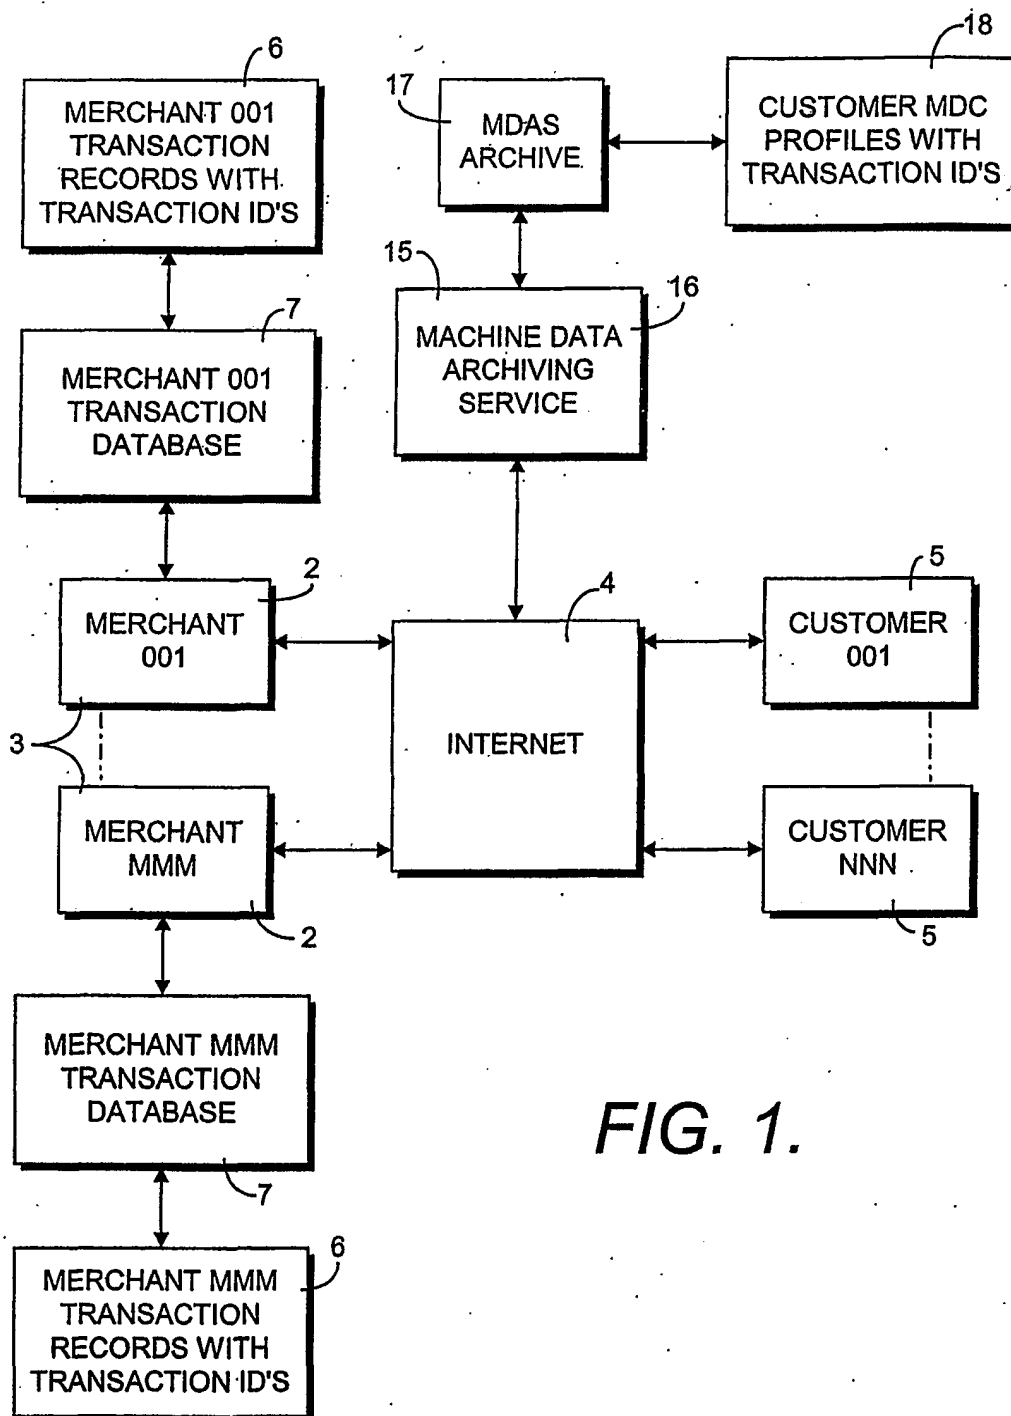 6
MERCHANT 001
TRANSACTION
RECORDS WITH
TRANSACTION ID'S
17
MDAS
ARCHIVE
18
CUSTOMER MDC
PROFILES WITH
TRANSACTION ID'S
7
MERCHANT 001
TRANSACTION
DATABASE
15
16
MACHINE DATA
ARCHIVING
SERVICE
2
MERCHANT
001
4
INTERNET
5
CUSTOMER
001
3
MERCHANT
MMM
2
CUSTOMER
NNN
5
MERCHANT MMM
TRANSACTION
DATABASE
7
FIG. 1.
6
MERCHANT MMM
TRANSACTION
RECORDS WITH
TRANSACTION ID'S